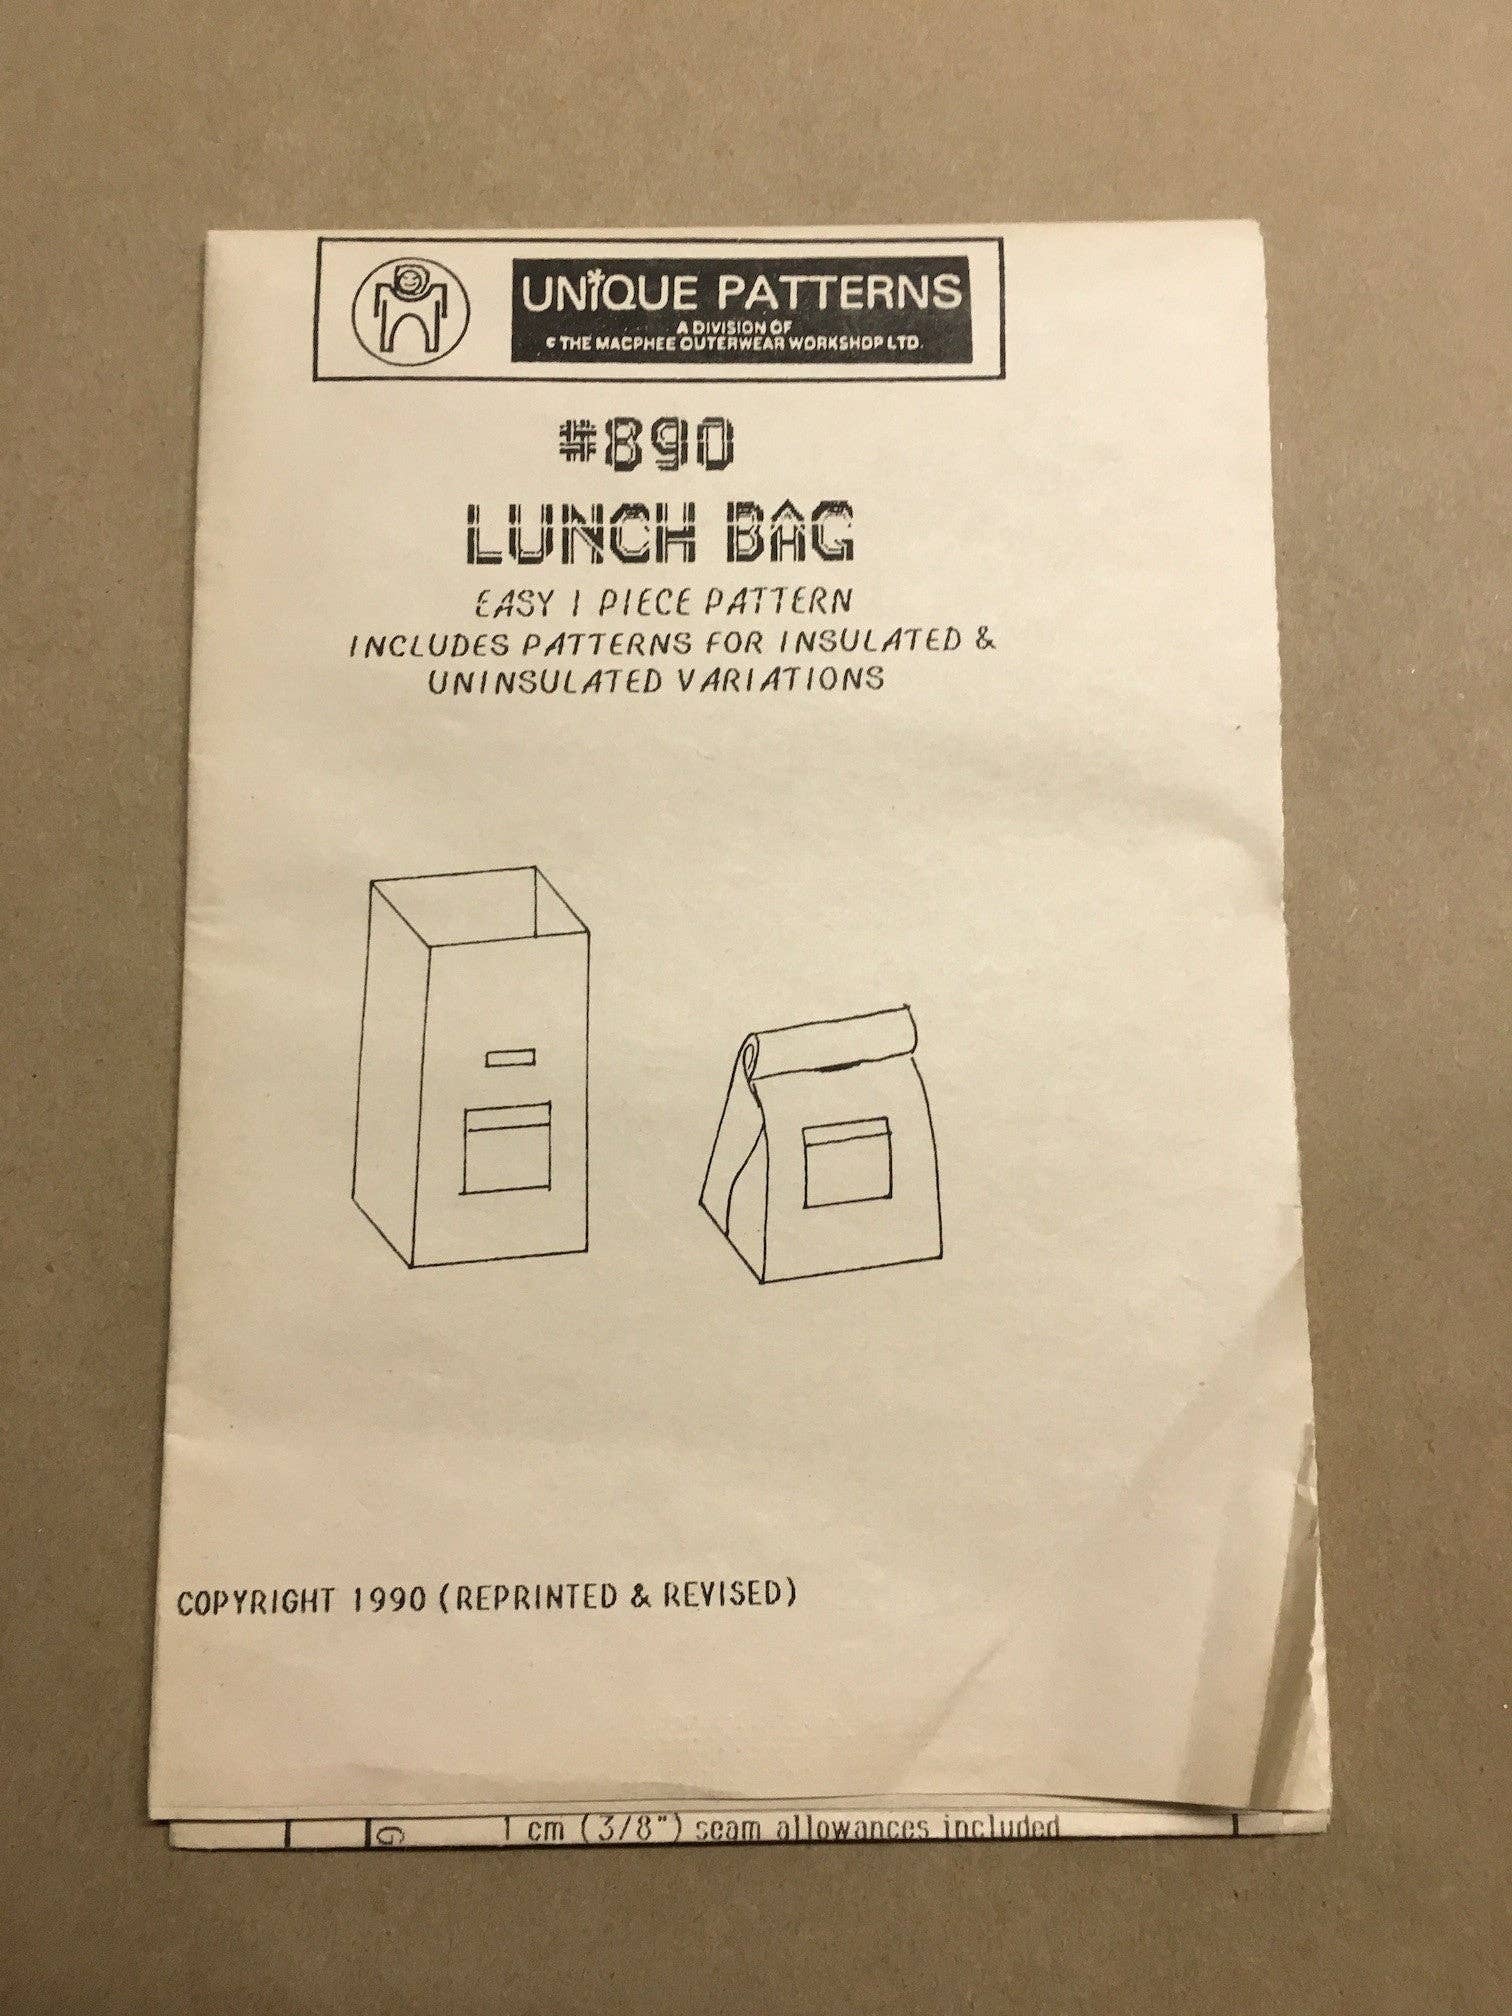 UNIQUE PATTERNS
A DIVISION OF
© THE MACPHEE OUTERWEAR WORKSHOP LTD.
#890
LUNCH BAG
EASY 1 PIECE PATTERN
INCLUDES PATTERNS FOR INSULATED &
UNINSULATED VARIATIONS
COPYRIGHT 1990 (REPRINTED & REVISED)
G 1 cm (3/8") seam allowances included